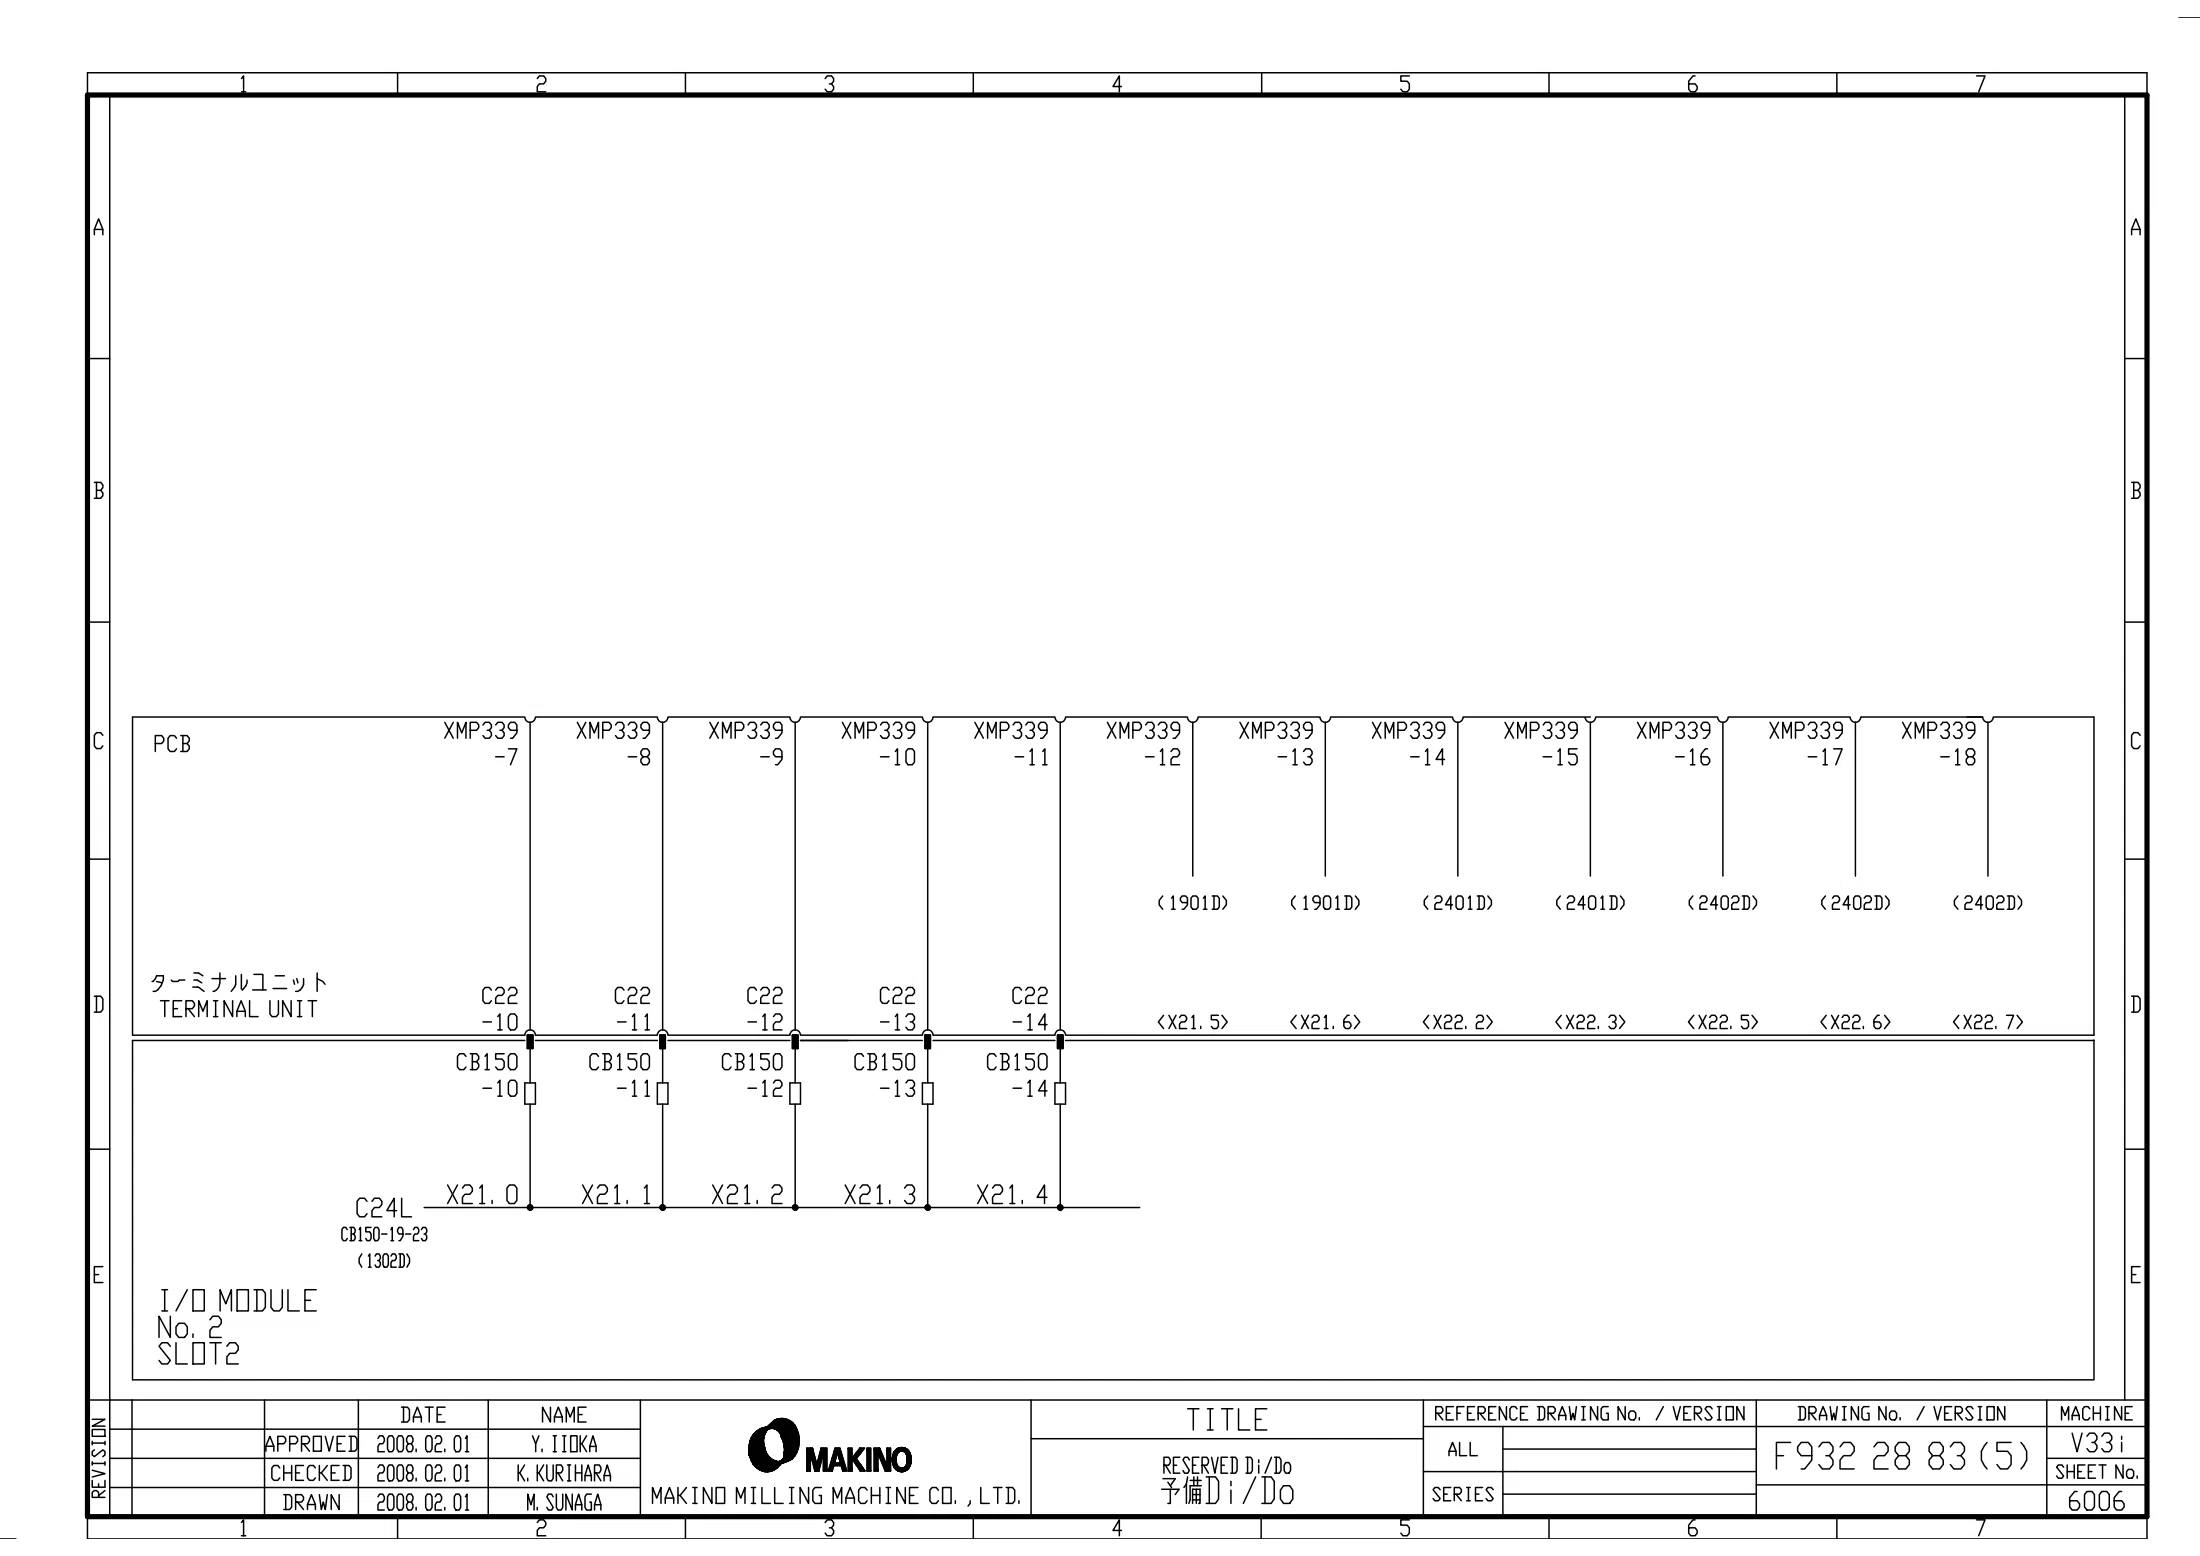 1 2 3 4 5 6 7
A A
B B
C C
D D
E E
PCB
XMP339 XMP339 XMP339 XMP339 XMP339 XMP339 XMP339 XMP339 XMP339 XMP339 XMP339 XMP339
-7 -8 -9 -10 -11 -12 -13 -14 -15 -16 -17 -18
(1901D) (1901D) (2401D) (2401D) (2402D) (2402D) (2402D)
ターミナルユニット
TERMINAL UNIT
C22 C22 C22 C22 C22
-10 -11 -12 -13 -14 <X21.5> <X21.6> <X22.2> <X22.3> <X22.5> <X22.6> <X22.7>
CB150 CB150 CB150 CB150 CB150
-10 -11 -12 -13 -14
X21.0 X21.1 X21.2 X21.3 X21.4
C24L
CB150-19-23
(1302D)
I/O MODULE
No.2
SLOT2
REVISION
DATE NAME
APPROVED 2008.02.01 Y.IIOKA
CHECKED 2008.02.01 K.KURIHARA
DRAWN 2008.02.01 M.SUNAGA
MAKINO
MAKINO MILLING MACHINE CO.,LTD.
TITLE
RESERVED Di/Do
予備Di/Do
REFERENCE DRAWING No. / VERSION
ALL
SERIES
DRAWING No. / VERSION
F932 28 83(5)
MACHINE
V33i
SHEET No.
6006
1 2 3 4 5 6 7